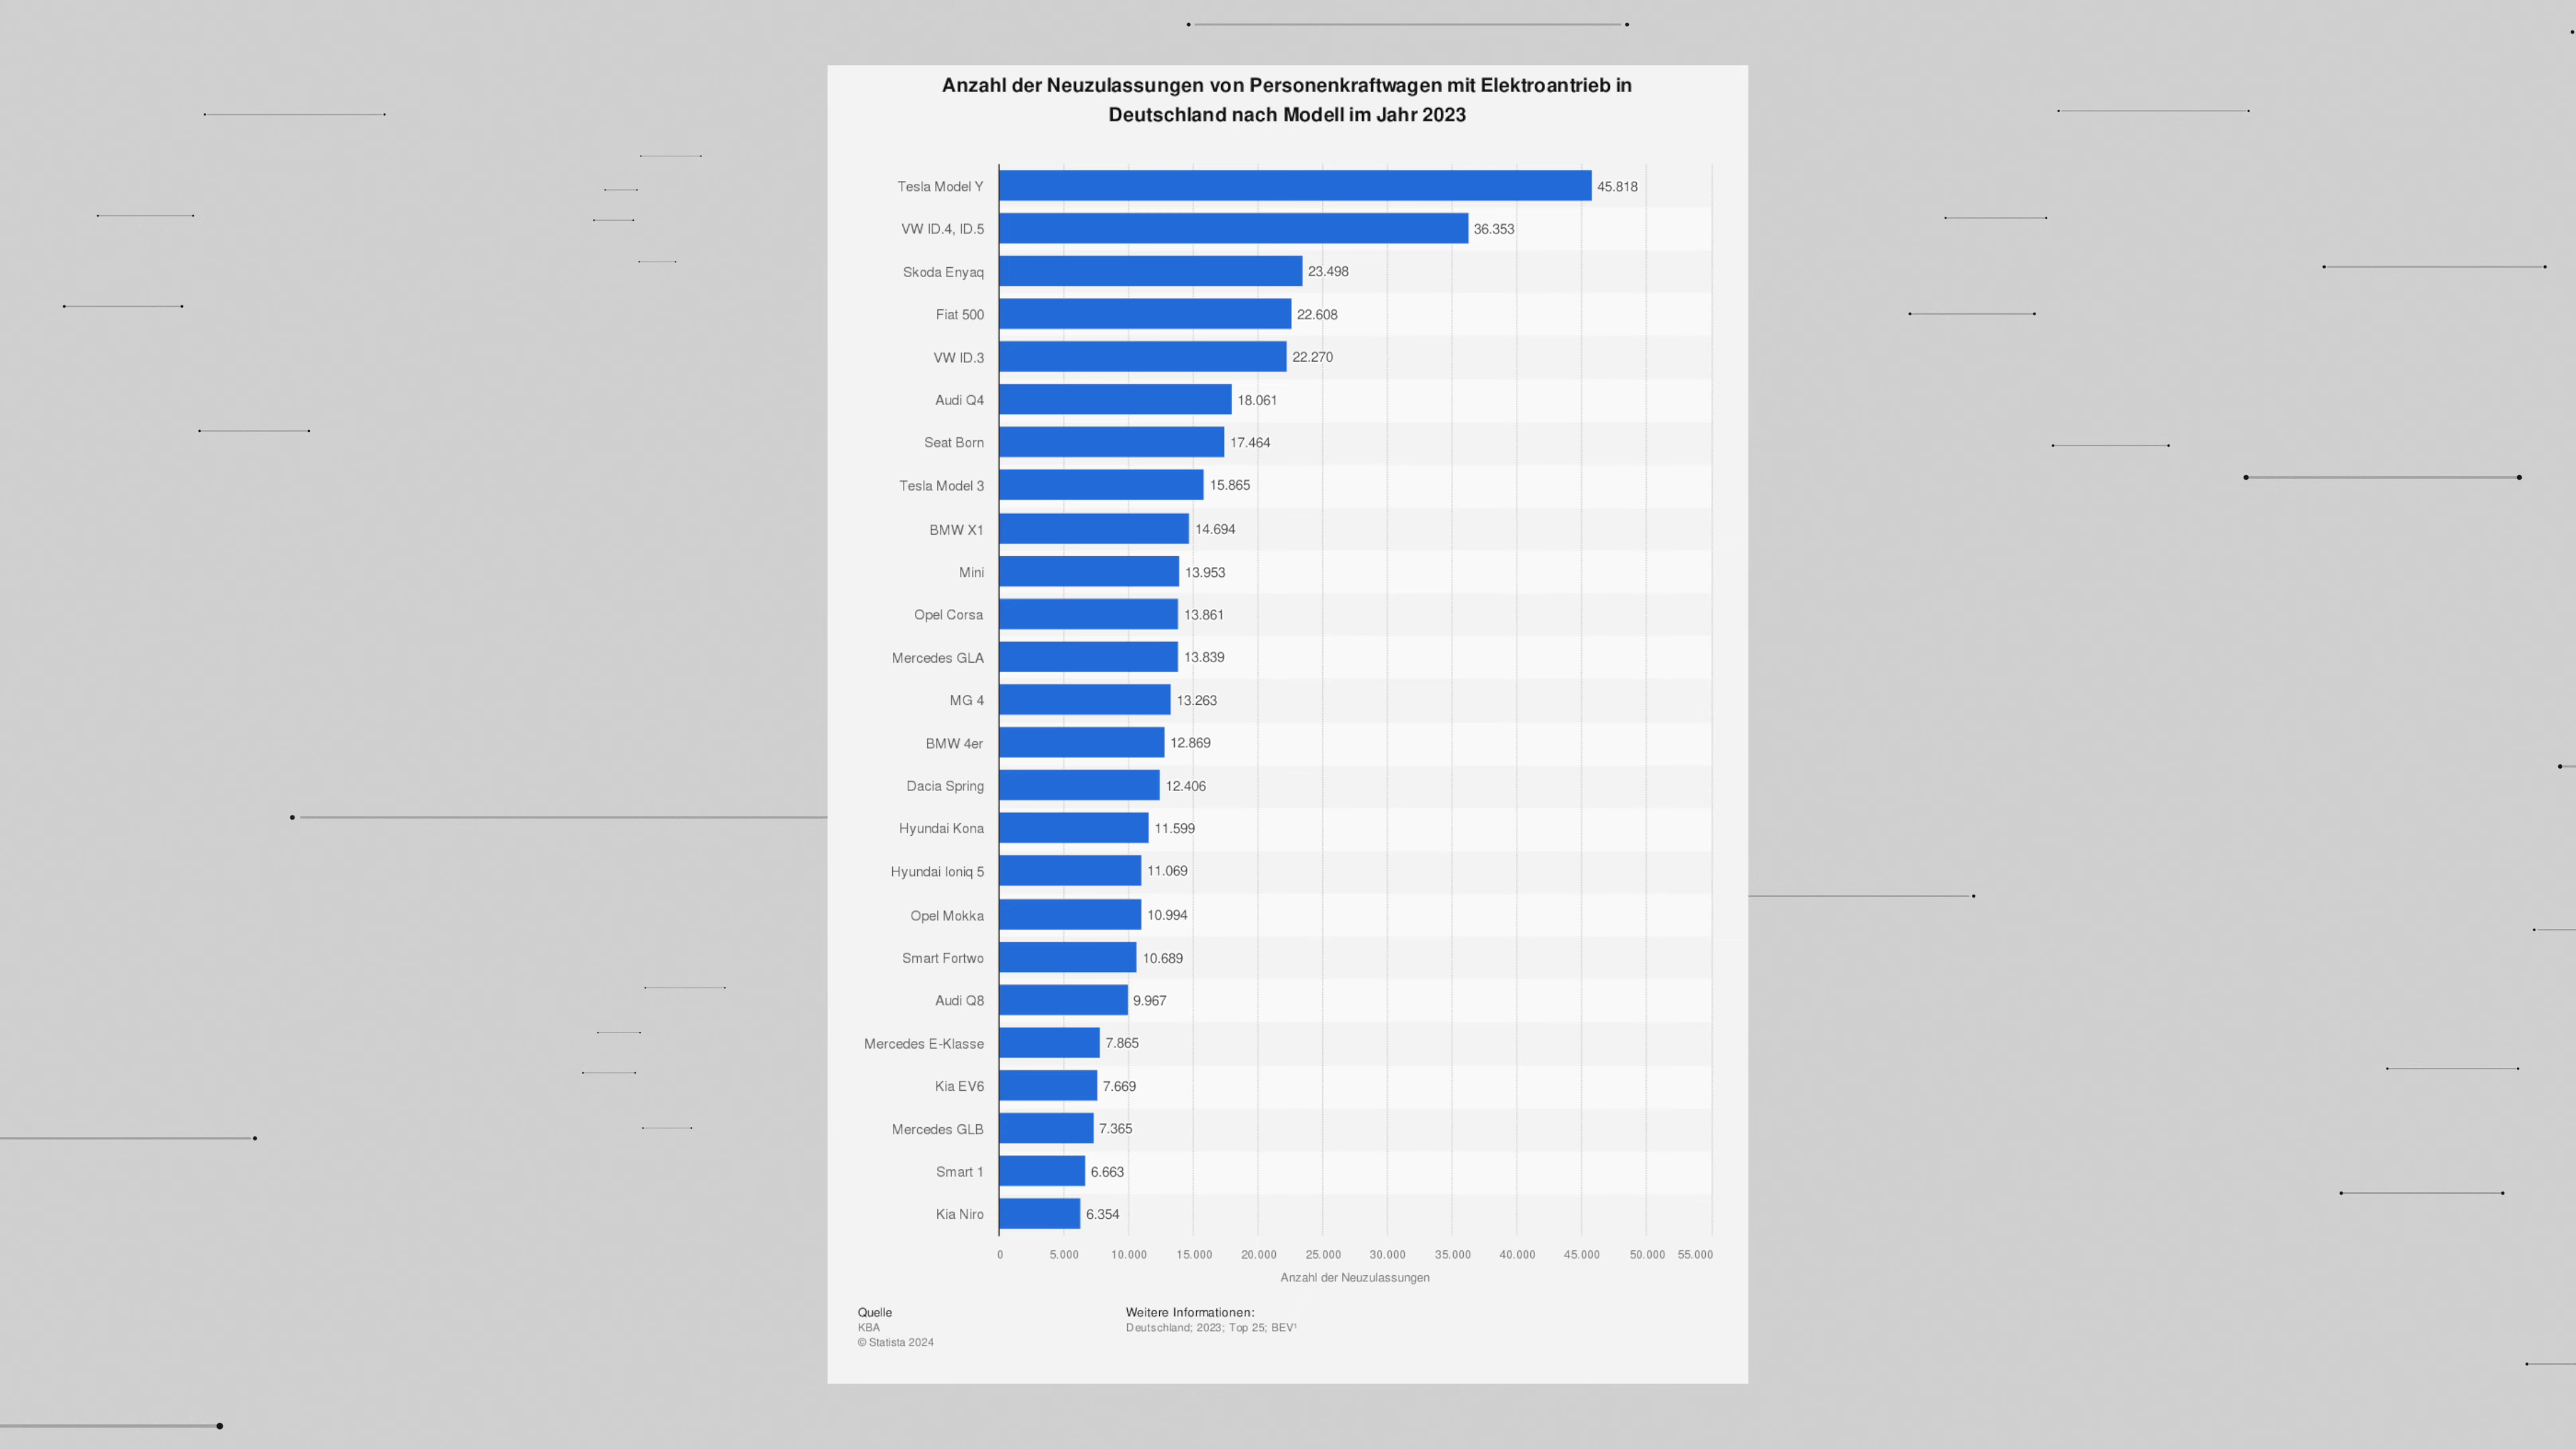 Anzahl der Neuzulassungen von Personenkraftwagen mit Elektroantrieb in
Deutschland nach Modell im Jahr 2023
Tesla Model Y 45.818
VW ID.4, ID.5 36.353
Skoda Enyaq 23.498
Fiat 500 22.608
VW ID.3 22.270
Audi Q4 18.061
Seat Born 17.464
Tesla Model 3 15.865
BMW X1 14.694
Mini 13.953
Opel Corsa 13.861
Mercedes GLA 13.839
MG 4 13.263
BMW 4er 12.869
Dacia Spring 12.406
Hyundai Kona 11.599
Hyundai Ioniq 5 11.069
Opel Mokka 10.994
Smart Fortwo 10.689
Audi Q8 9.967
Mercedes E-Klasse 7.865
Kia EV6 7.669
Mercedes GLB 7.365
Smart 1 6.663
Kia Niro 6.354
0 5.000 10.000 15.000 20.000 25.000 30.000 35.000 40.000 45.000 50.000 55.000
Anzahl der Neuzulassungen
Quelle
KBA
© Statista 2024
Weitere Informationen:
Deutschland; 2023; Top 25; BEV¹